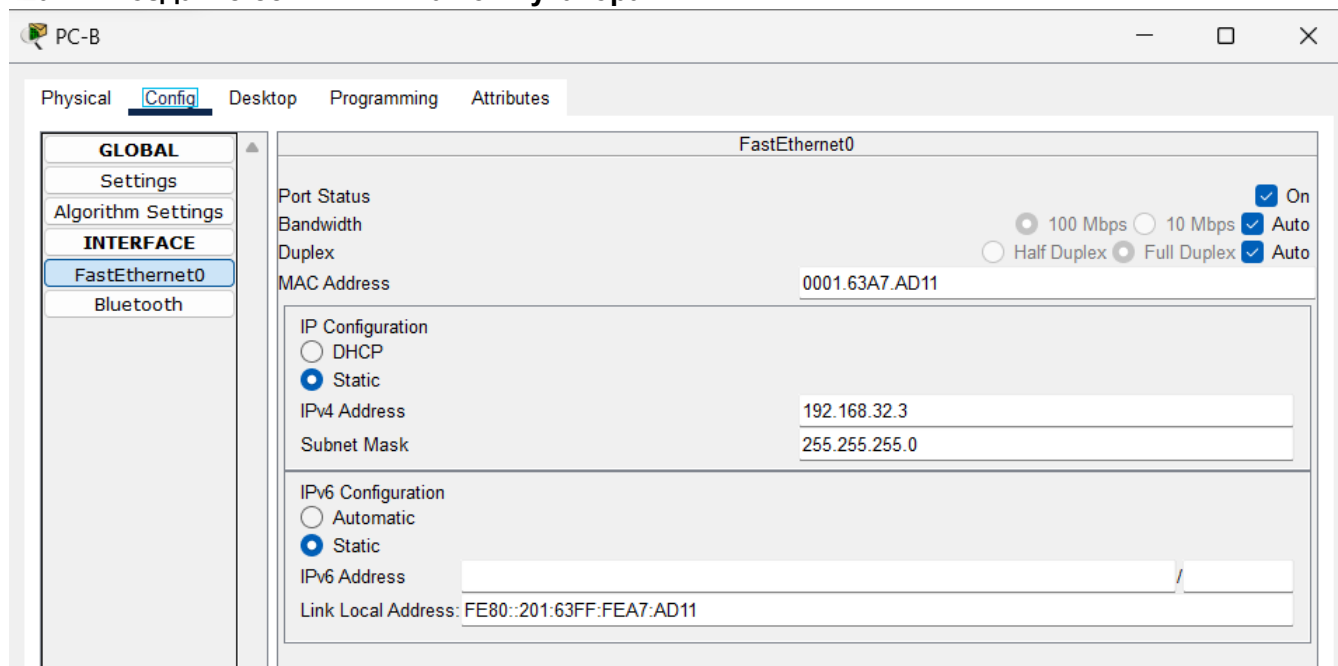 PC-B
Physical Config Desktop Programming Attributes
GLOBAL
Settings
Algorithm Settings
INTERFACE
FastEthernet0
Bluetooth
FastEthernet0
Port Status On
Bandwidth 100 Mbps 10 Mbps Auto
Duplex Half Duplex Full Duplex Auto
MAC Address 0001.63A7.AD11
IP Configuration
DHCP
Static
IPv4 Address 192.168.32.3
Subnet Mask 255.255.255.0
IPv6 Configuration
Automatic
Static
IPv6 Address /
Link Local Address: FE80::201:63FF:FEA7:AD11